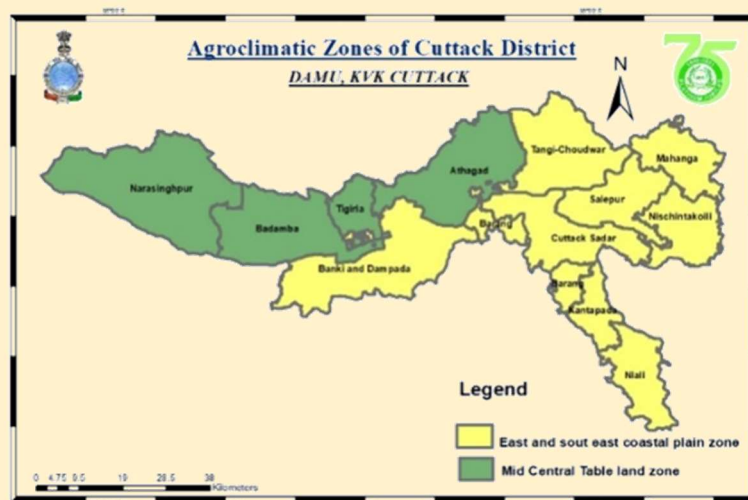 Agroclimatic Zones of Cuttack District
DAMU, KVK CUTTACK
N
75
Tangi-Choudwar
Mahanga
Athagad
Narasinghpur
Salepur
Tigiria
Nischintakoili
Badamba
Cuttack Sadar
Banki and Dampada
Barang
Kantapada
Niali
Legend
East and sout east coastal plain zone
Mid Central Table land zone
0 4.75 9.5 19 28.5 38
Kilometers